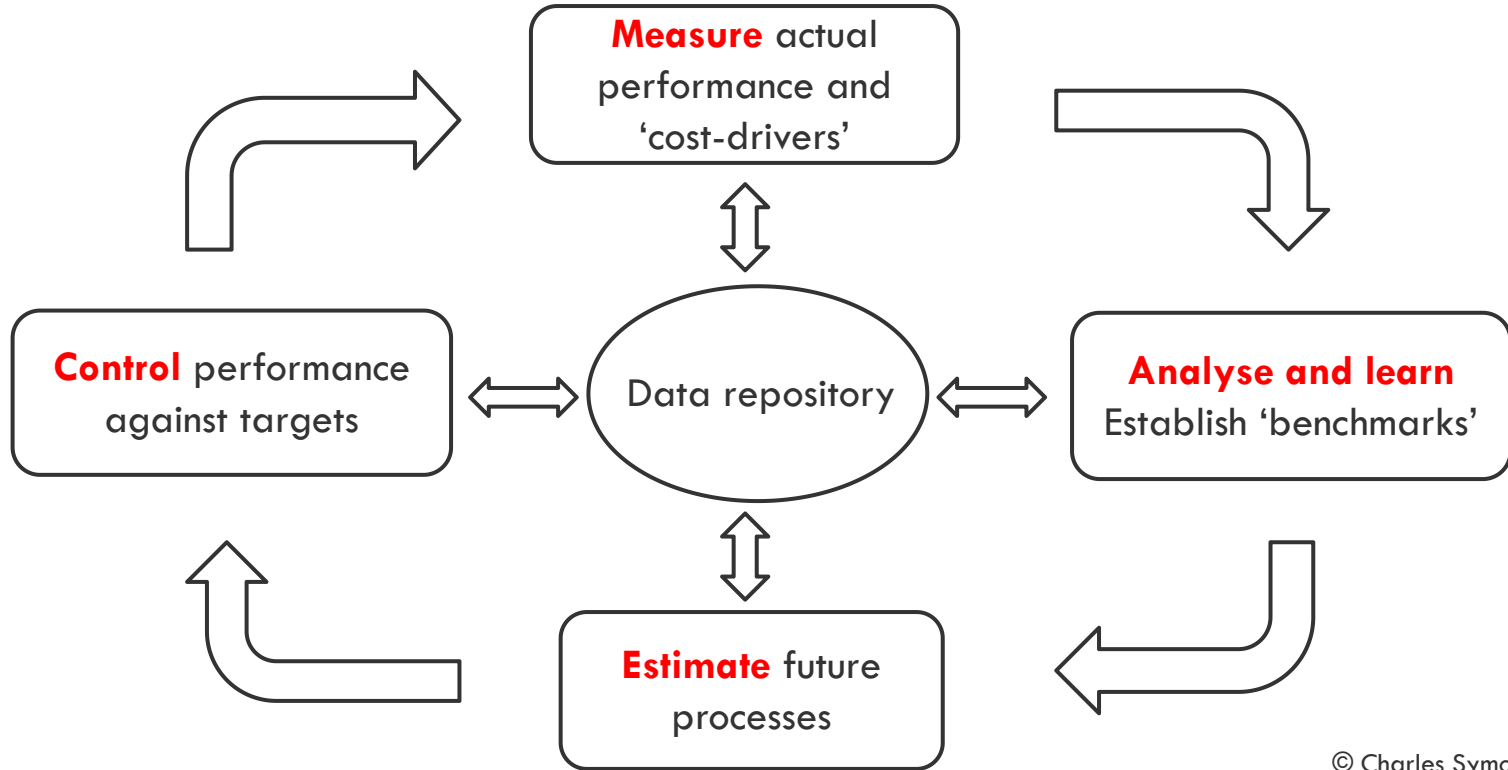 Measure actual
performance and
‘cost-drivers’
Control performance
against targets
Data repository
Analyse and learn
Establish ‘benchmarks’
Estimate future
processes
© Charles